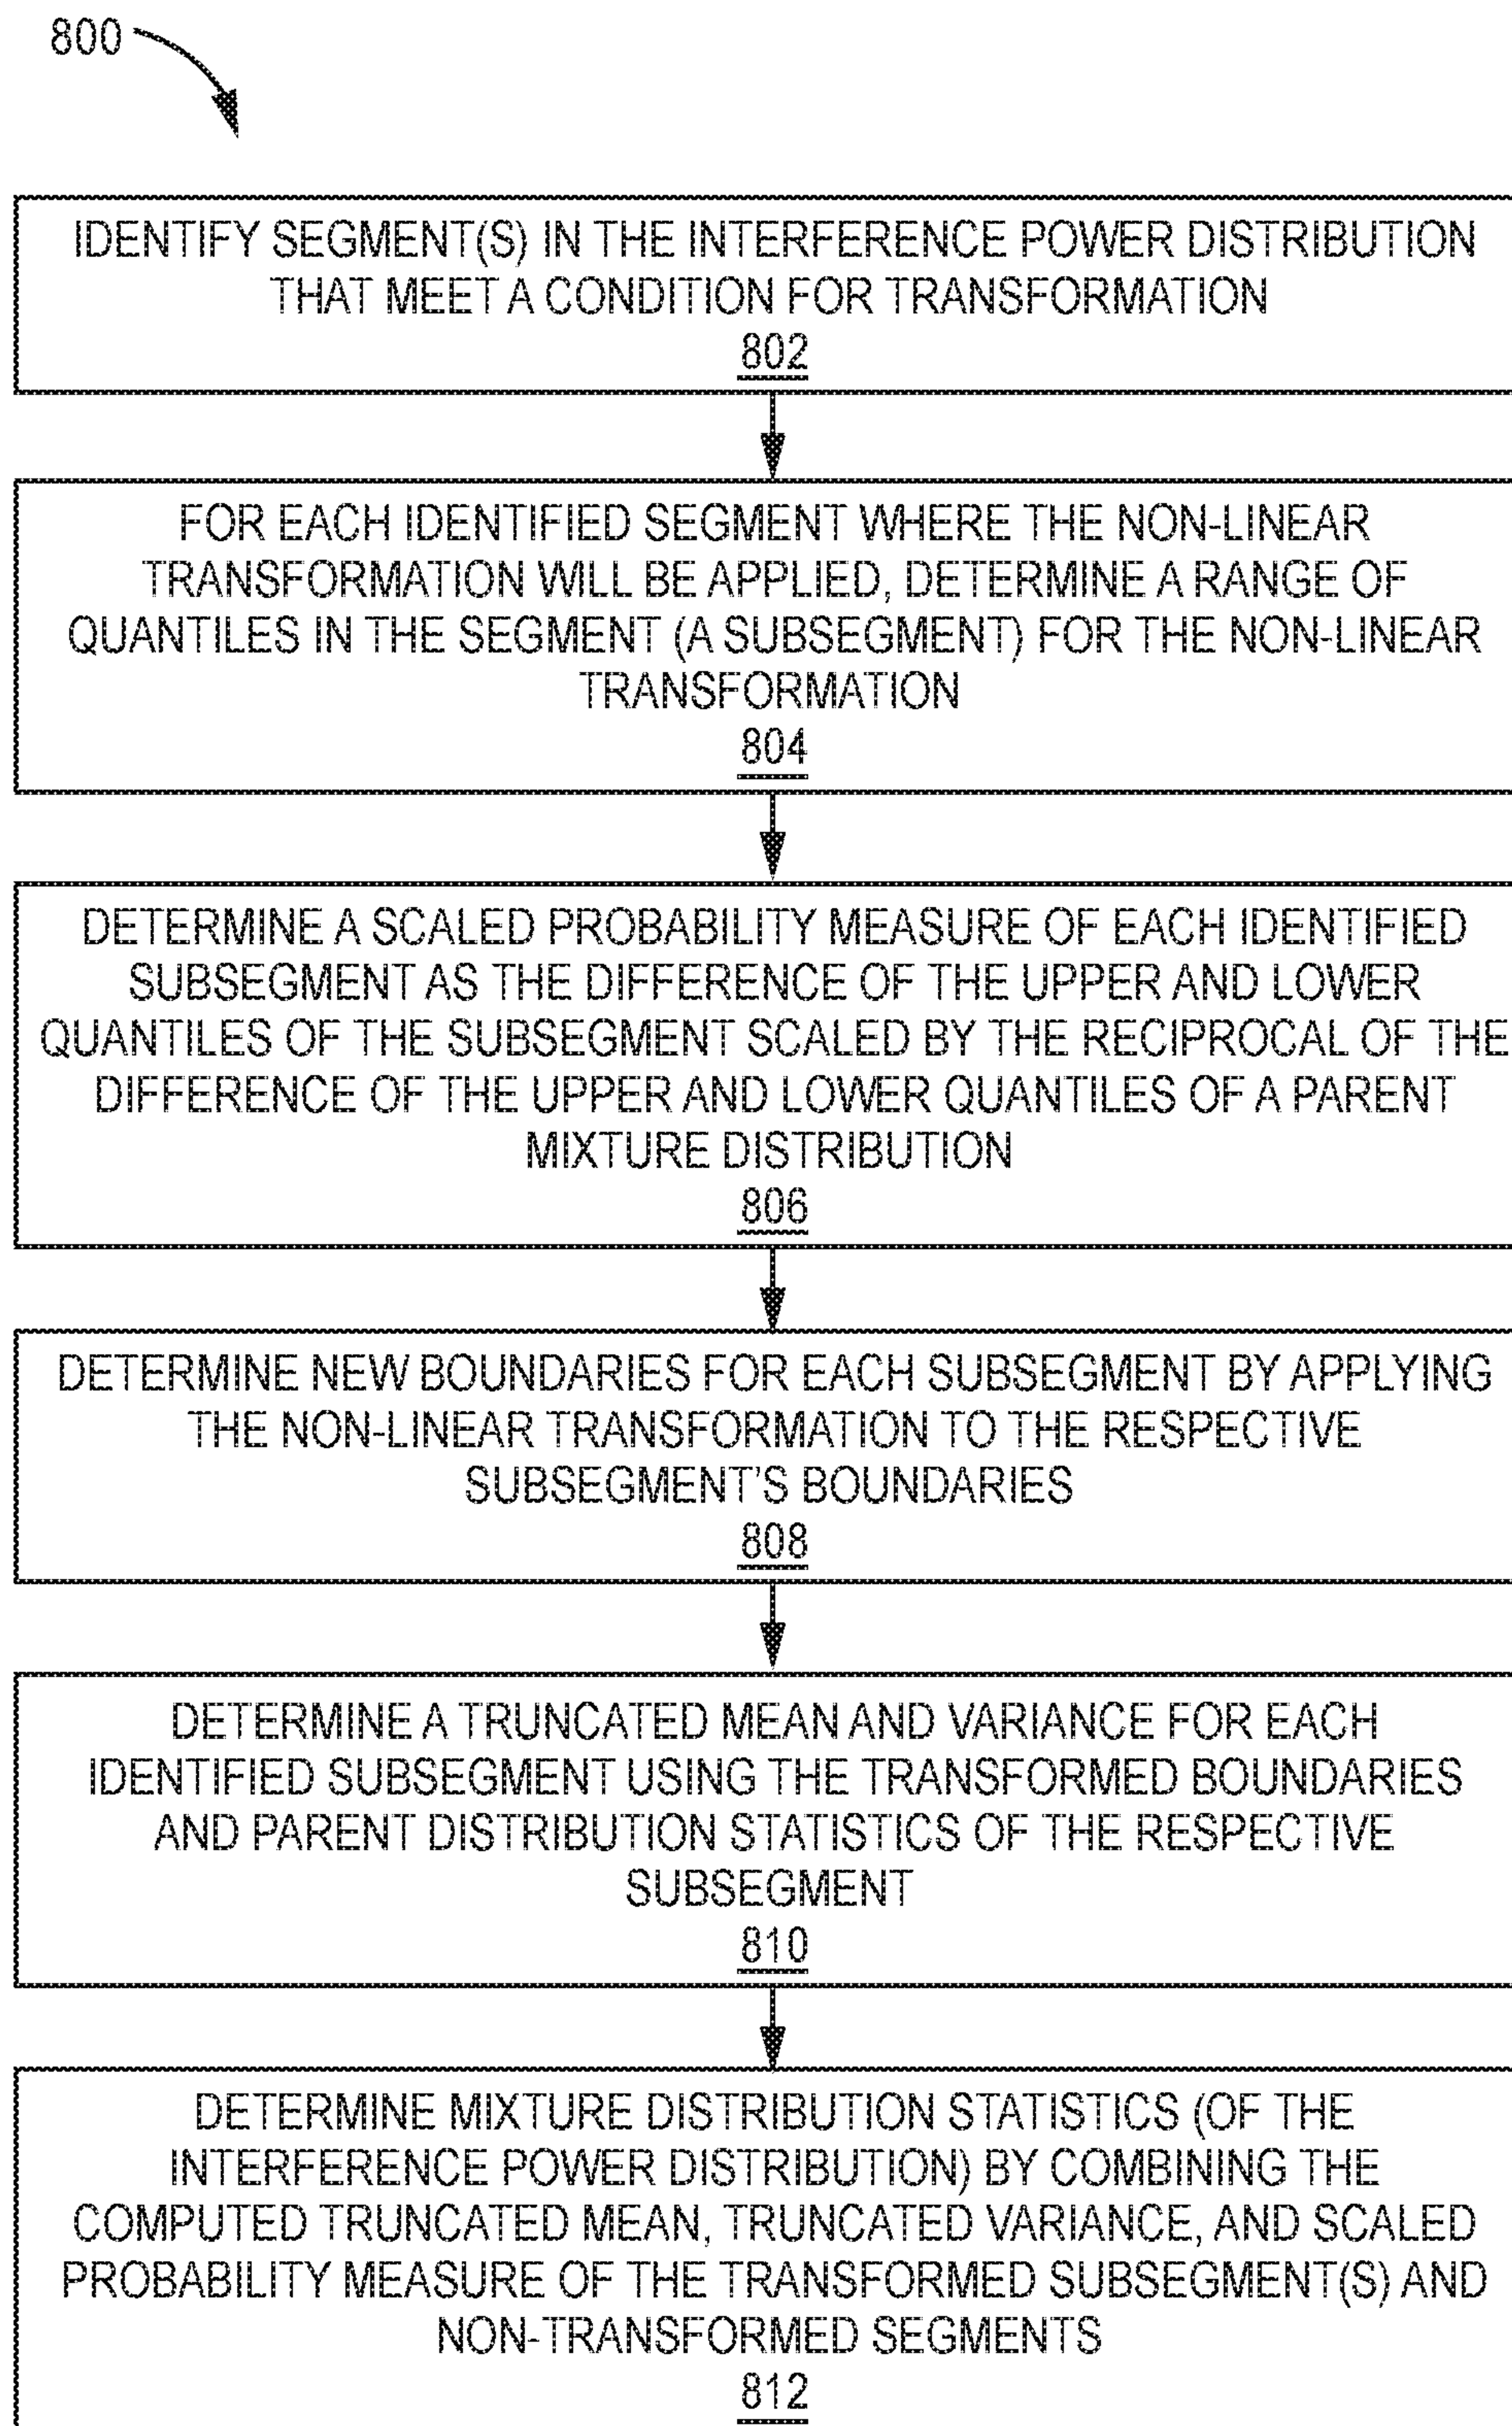 800
IDENTIFY SEGMENT(S) IN THE INTERFERENCE POWER DISTRIBUTION
THAT MEET A CONDITION FOR TRANSFORMATION
802
FOR EACH IDENTIFIED SEGMENT WHERE THE NON-LINEAR
TRANSFORMATION WILL BE APPLIED, DETERMINE A RANGE OF
QUANTILES IN THE SEGMENT (A SUBSEGMENT) FOR THE NON-LINEAR
TRANSFORMATION
804
DETERMINE A SCALED PROBABILITY MEASURE OF EACH IDENTIFIED
SUBSEGMENT AS THE DIFFERENCE OF THE UPPER AND LOWER
QUANTILES OF THE SUBSEGMENT SCALED BY THE RECIPROCAL OF THE
DIFFERENCE OF THE UPPER AND LOWER QUANTILES OF A PARENT
MIXTURE DISTRIBUTION
806
DETERMINE NEW BOUNDARIES FOR EACH SUBSEGMENT BY APPLYING
THE NON-LINEAR TRANSFORMATION TO THE RESPECTIVE
SUBSEGMENT'S BOUNDARIES
808
DETERMINE A TRUNCATED MEAN AND VARIANCE FOR EACH
IDENTIFIED SUBSEGMENT USING THE TRANSFORMED BOUNDARIES
AND PARENT DISTRIBUTION STATISTICS OF THE RESPECTIVE
SUBSEGMENT
810
DETERMINE MIXTURE DISTRIBUTION STATISTICS (OF THE
INTERFERENCE POWER DISTRIBUTION) BY COMBINING THE
COMPUTED TRUNCATED MEAN, TRUNCATED VARIANCE, AND SCALED
PROBABILITY MEASURE OF THE TRANSFORMED SUBSEGMENT(S) AND
NON-TRANSFORMED SEGMENTS
812